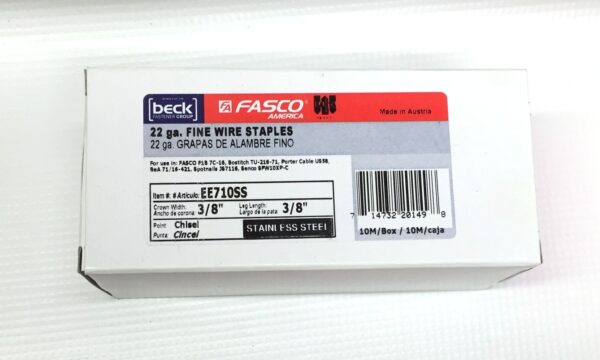 beck
FASTENER GROUP
FASCO
AMERICA
Made in Austria
22 ga. FINE WIRE STAPLES
22 ga. GRAPAS DE ALAMBRE FINO
For use in: FASCO F1B 7C-16, Bostitch TU-216-71, Porter Cable US58,
BeA 71/16-421, Spotnails JS7116, Senco SFW10XP-C
Item #: # Artículo: EE710SS
Crown Width: 3/8" Leg Length: 3/8"
Ancho de corona: Largo de la pata:
Point: Chisel
Punta: Cincel
STAINLESS STEEL
7 14732 20149 8
10M/Box / 10M/caja